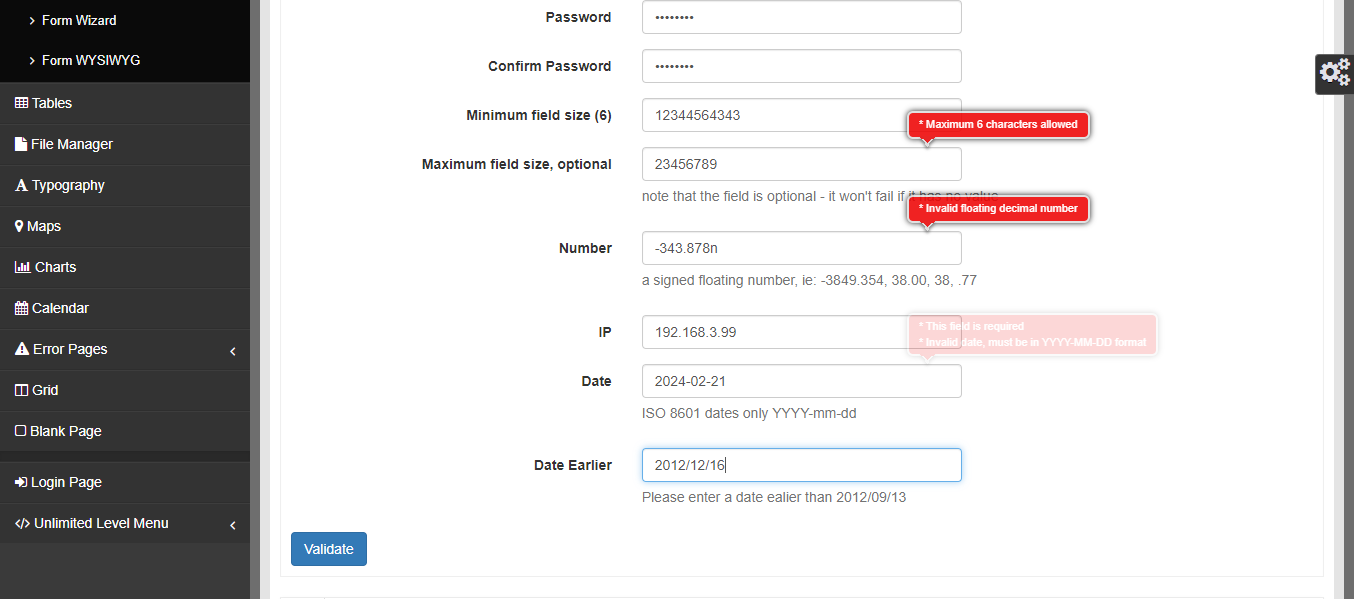 Form Wizard
Form WYSIWYG
Tables
File Manager
Typography
Maps
Charts
Calendar
Error Pages
Grid
Blank Page
Login Page
Unlimited Level Menu
Password ••••••••
Confirm Password ••••••••
Minimum field size (6) 12344564343
* Maximum 6 characters allowed
Maximum field size, optional 23456789
note that the field is optional - it won't fail if it has no value
* Invalid floating decimal number
Number -343.878n
a signed floating number, ie: -3849.354, 38.00, 38, .77
* This field is required
* Invalid date, must be in YYYY-MM-DD format
IP 192.168.3.99
Date 2024-02-21
ISO 8601 dates only YYYY-mm-dd
Date Earlier 2012/12/16
Please enter a date ealier than 2012/09/13
Validate